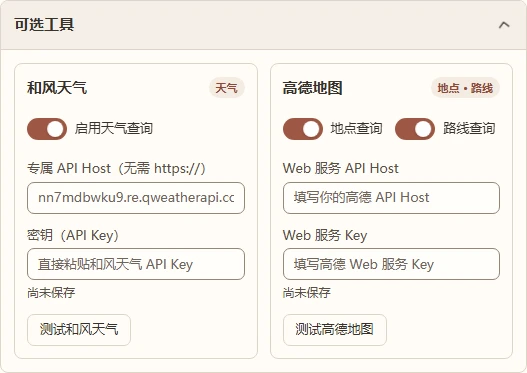 可选工具
和风天气
天气
启用天气查询
专属 API Host（无需 https://）
nn7mdbwku9.re.qweatherapi.cc
密钥（API Key）
直接粘贴和风天气 API Key
尚未保存
测试和风天气
高德地图
地点・路线
地点查询
路线查询
Web 服务 API Host
填写你的高德 API Host
Web 服务 Key
填写高德 Web 服务 Key
尚未保存
测试高德地图